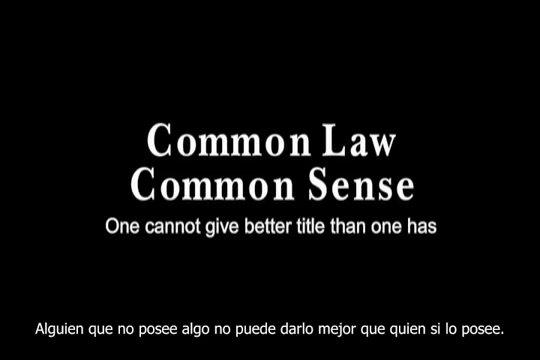 Common Law
Common Sense
One cannot give better title than one has
Alguien que no posee algo no puede darlo mejor que quien si lo posee.